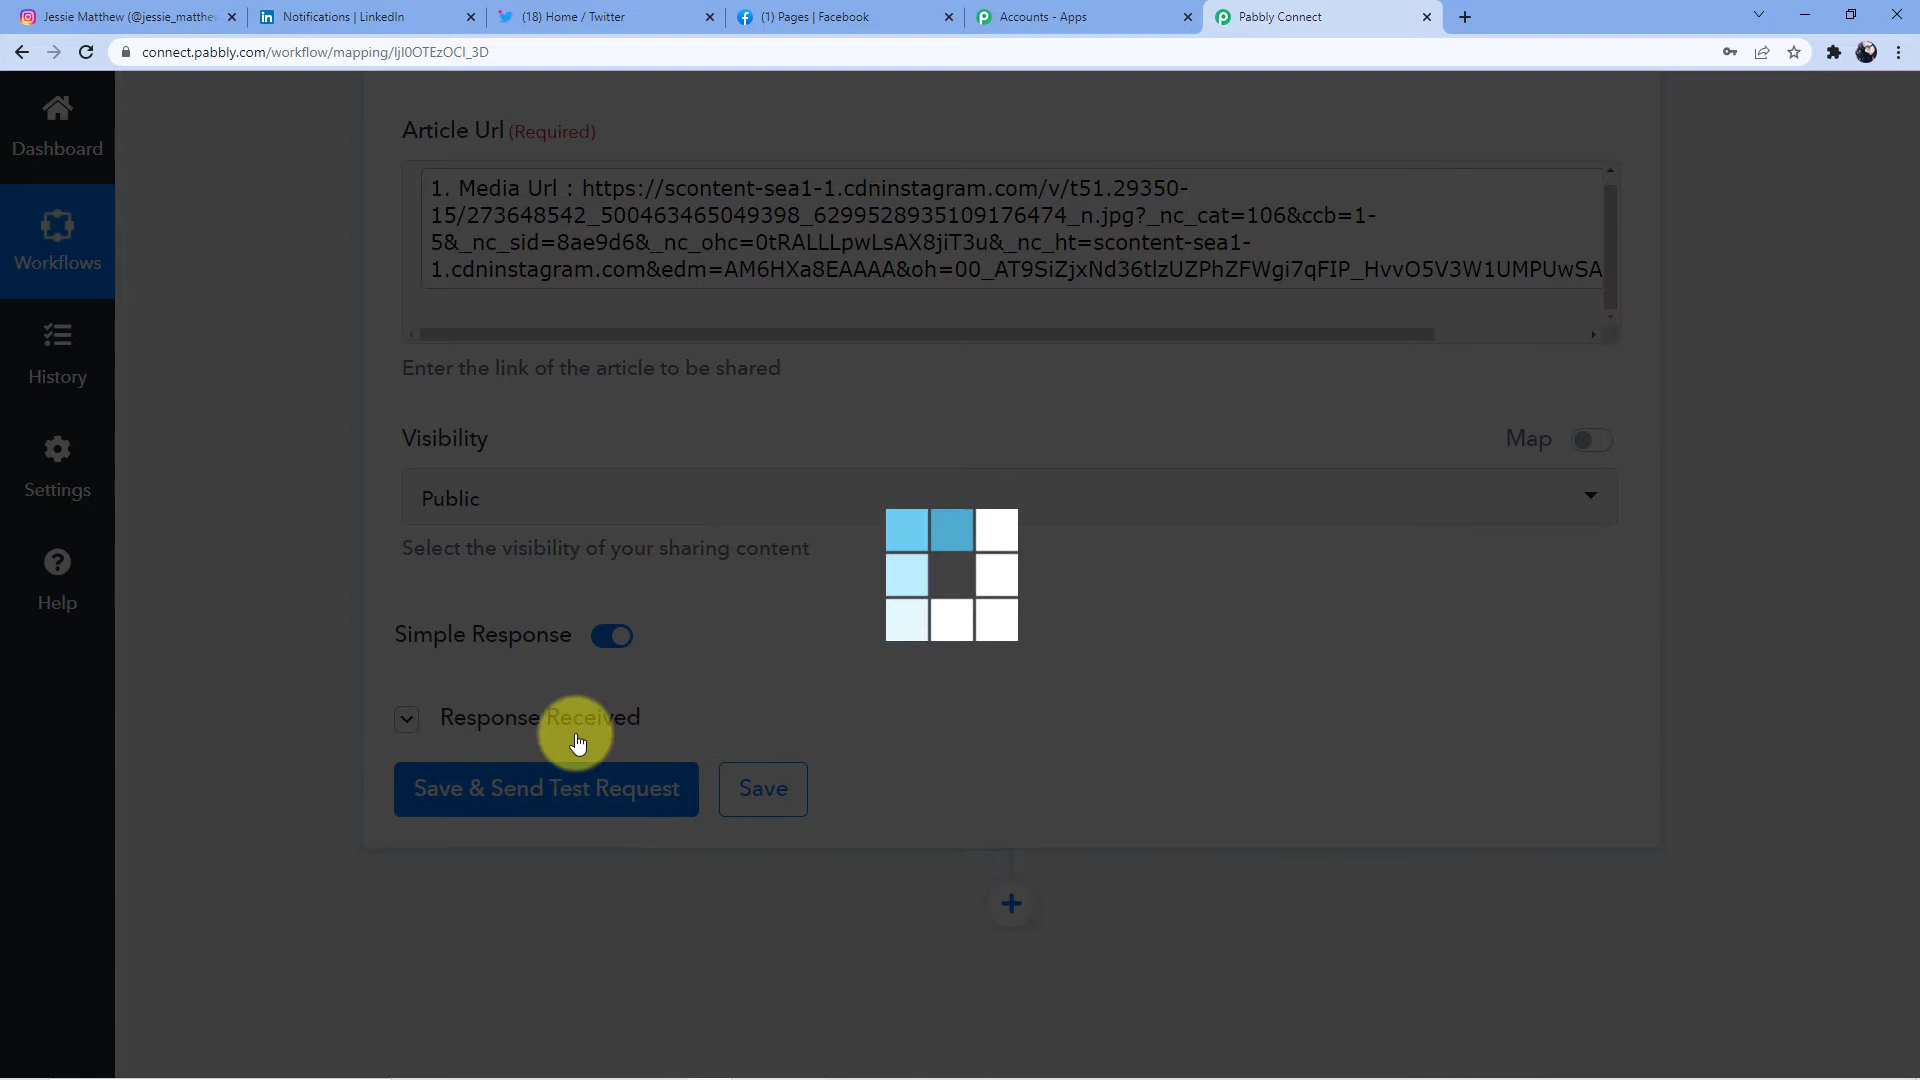 Jessie Matthew (@jessie_matthew
Notifications | LinkedIn
(18) Home / Twitter
(1) Pages | Facebook
Accounts - Apps
Pabbly Connect
connect.pabbly.com/workflow/mapping/IjI0OTEzOCI_3D
Dashboard
Workflows
History
Settings
Help
Article Url (Required)
1. Media Url : https://scontent-sea1-1.cdninstagram.com/v/t51.29350-
15/273648542_500463465049398_6299528935109176474_n.jpg?_nc_cat=106&ccb=1-
5&_nc_sid=8ae9d6&_nc_ohc=0tRALLLpwLsAX8jiT3u&_nc_ht=scontent-sea1-
1.cdninstagram.com&edm=AM6HXa8EAAAA&oh=00_AT9SiZjxNd36tlzUZPhZFWgi7qFIP_HvvO5V3W1UMPUwSA
Enter the link of the article to be shared
Visibility
Map
Public
Select the visibility of your sharing content
Simple Response
Response Received
Save & Send Test Request
Save